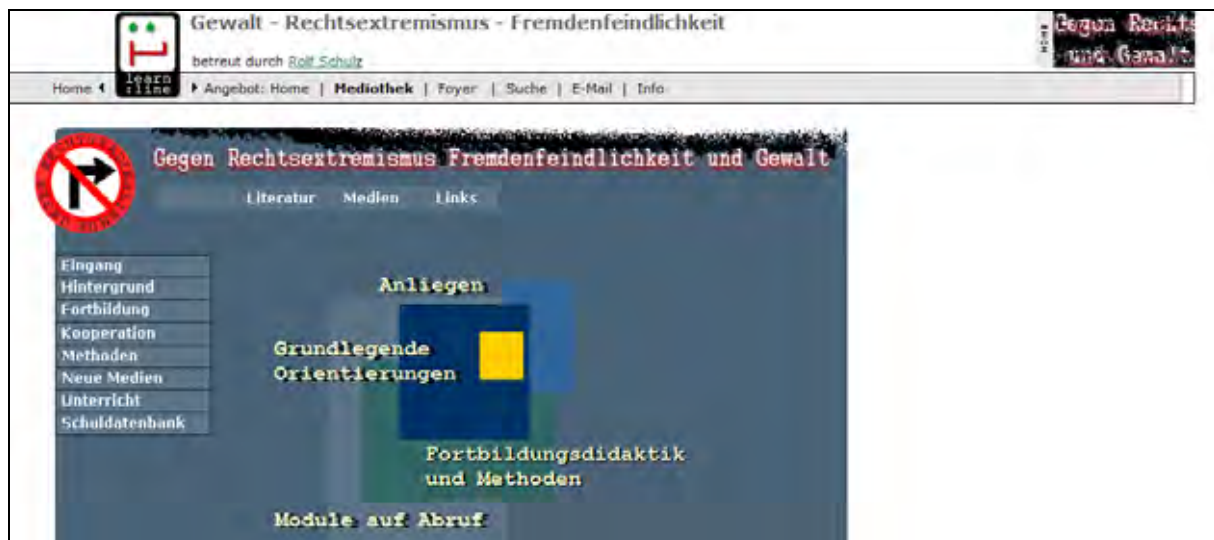 Gewalt - Rechtsextremismus - Fremdenfeindlichkeit
betreut durch Rolf Schulz
Gegen Rechts
und Gewalt
HOME
learn
:line
Home
Angebot: Home | Mediothek | Foyer | Suche | E-Mail | Info
Gegen Rechtsextremismus Fremdenfeindlichkeit und Gewalt
Literatur Medien Links
Eingang
Hintergrund
Fortbildung
Kooperation
Methoden
Neue Medien
Unterricht
Schuldatenbank
Anliegen
Grundlegende
Orientierungen
Fortbildungsdidaktik
und Methoden
Module auf Abruf